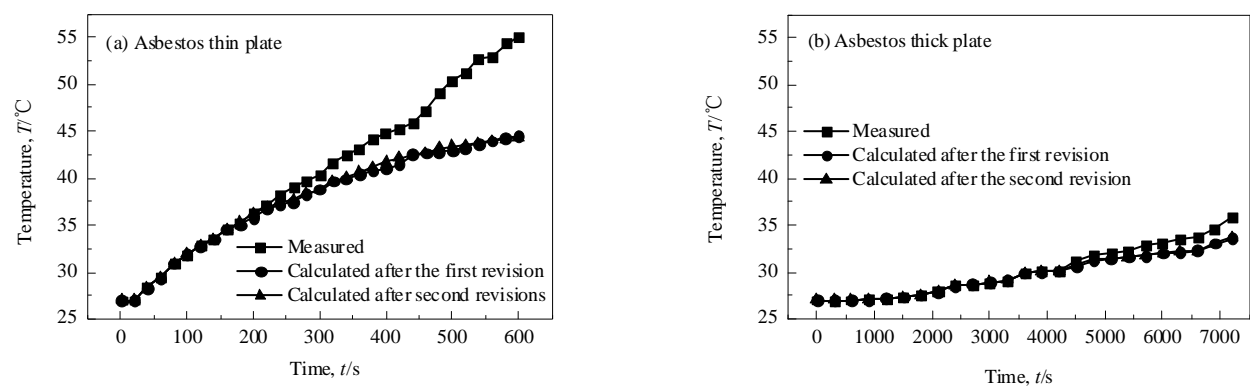 (a) Asbestos thin plate
55
50
45
40
35
30
25
Temperature, T/℃
Measured
Calculated after the first revision
Calculated after second revisions
0 100 200 300 400 500 600
Time, t/s
(b) Asbestos thick plate
55
50
45
40
35
30
25
Temperature, T/℃
Measured
Calculated after the first revision
Calculated after the second revision
0 1000 2000 3000 4000 5000 6000 7000
Time, t/s